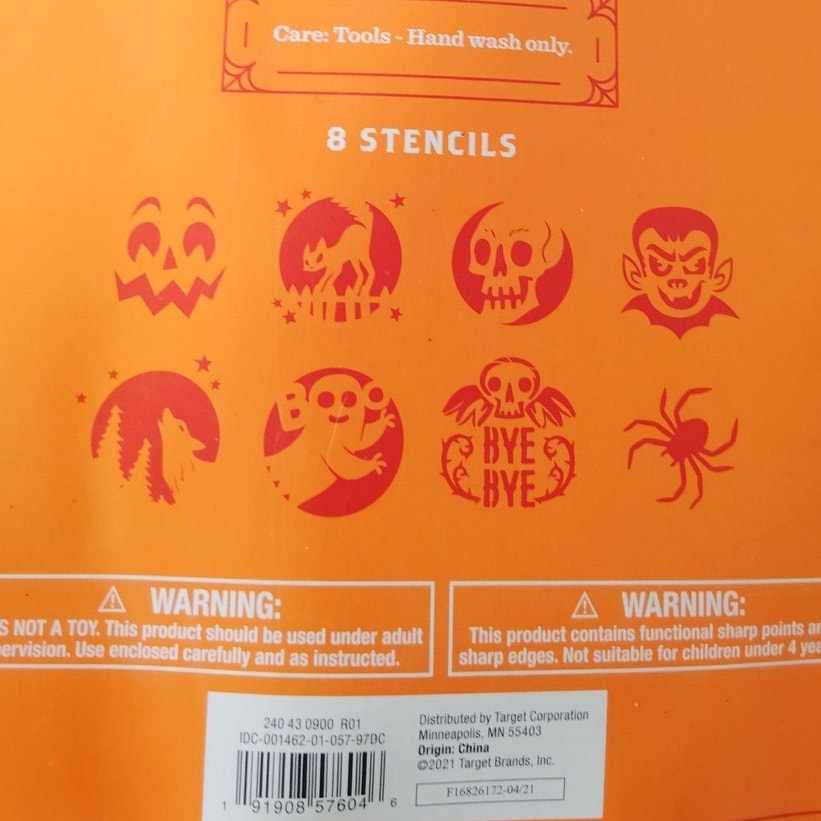 Care: Tools - Hand wash only.
8 STENCILS
BOO
BYE
BYE
WARNING:
NOT A TOY. This product should be used under adult
Use enclosed carefully and as instructed.
WARNING:
This product contains functional sharp points
sharp edges. Not suitable for children under 4
240 43 0900 R01
IDC-001462-01-057-97DC
1 91908 57604 6
Distributed by Target Corporation
Minneapolis, MN 55403
Origin: China
©2021 Target Brands, Inc.
F16826172-04/21